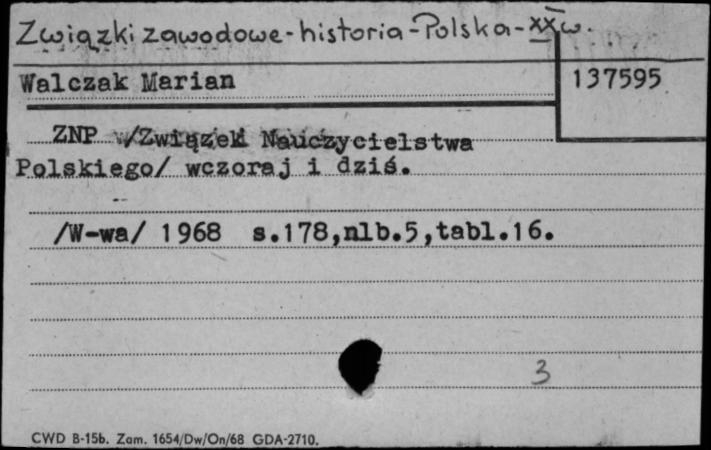 Związki zawodowe - historia - Polska - XX w.
Walczak Marian
137595
ZNP /Związek Nauczycielstwa
Polskiego/ wczoraj i dziś.
/W-wa/ 1968 s.178,nlb.5,tabl.16.
3
CWD B-15b. Zam. 1654/Dw/On/68 GDA-2710.